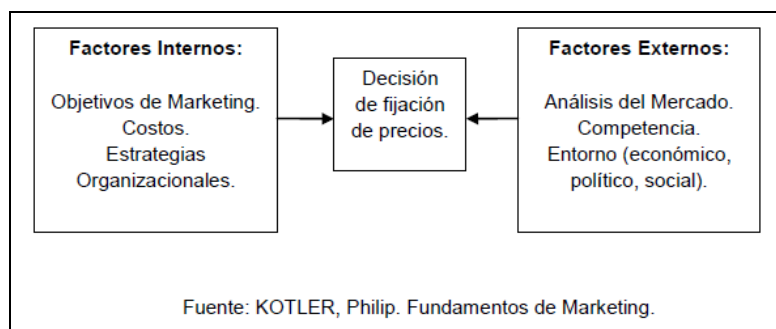 Factores Internos:
Objetivos de Marketing.
Costos.
Estrategias
Organizacionales.
Decisión
de fijación
de precios.
Factores Externos:
Análisis del Mercado.
Competencia.
Entorno (económico,
político, social).
Fuente: KOTLER, Philip. Fundamentos de Marketing.